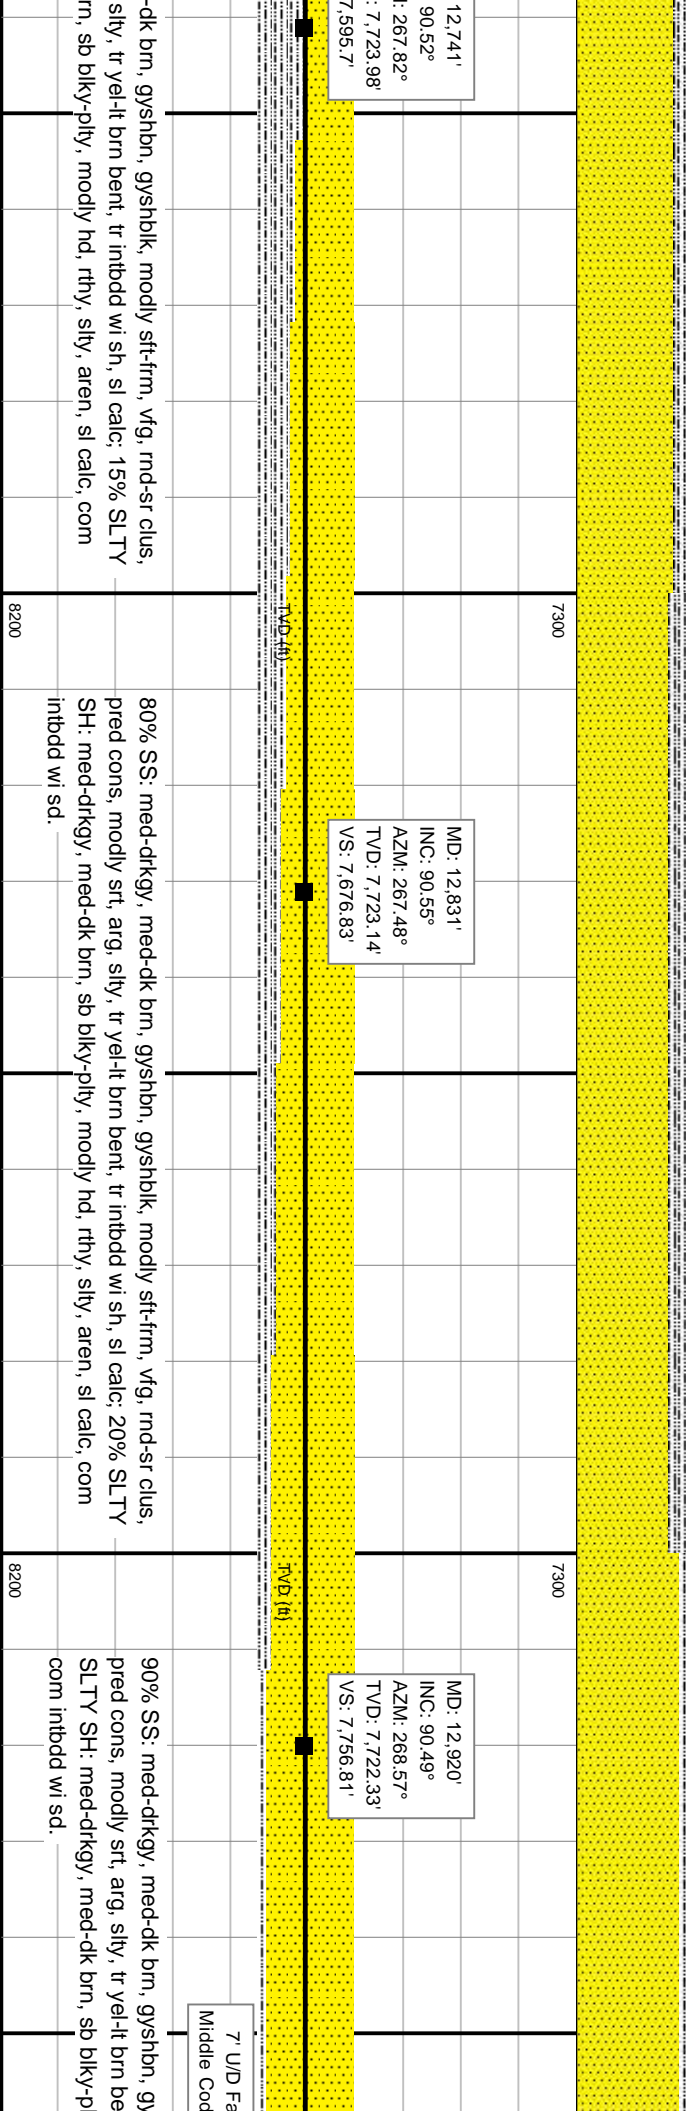 12,741'
90.52°
: 267.82°
: 7,723.98'
7,595.7'
-dk brn, gyshbn, gyshblk, modly sft-frm, vfg, rnd-sr clus,
slty, tr yel-lt brn bent, tr intbdd wi sh, sl calc; 15% SLTY
rn, sb blky-plty, modly hd, rthy, slty, aren, sl calc, com
7300
TVD (ft)
8200
MD: 12,831'
INC: 90.55°
AZM: 267.48°
TVD: 7,723.14'
VS: 7,676.83'
80% SS: med-drkgy, med-dk brn, gyshbn, gyshblk, modly sft-frm, vfg, rnd-sr clus,
pred cons, modly srt, arg, slty, tr yel-lt brn bent, tr intbdd wi sh, sl calc; 20% SLTY
SH: med-drkgy, med-dk brn, sb blky-plty, modly hd, rthy, slty, aren, sl calc, com
intbdd wi sd.
7300
TVD (ft)
8200
MD: 12,920'
INC: 90.49°
AZM: 268.57°
TVD: 7,722.33'
VS: 7,756.81'
90% SS: med-drkgy, med-dk brn, gyshbn, gy
pred cons, modly srt, arg, slty, tr yel-lt brn be
SLTY SH: med-drkgy, med-dk brn, sb blky-pl
com intbdd wi sd.
7' U/D Fa
Middle Cod